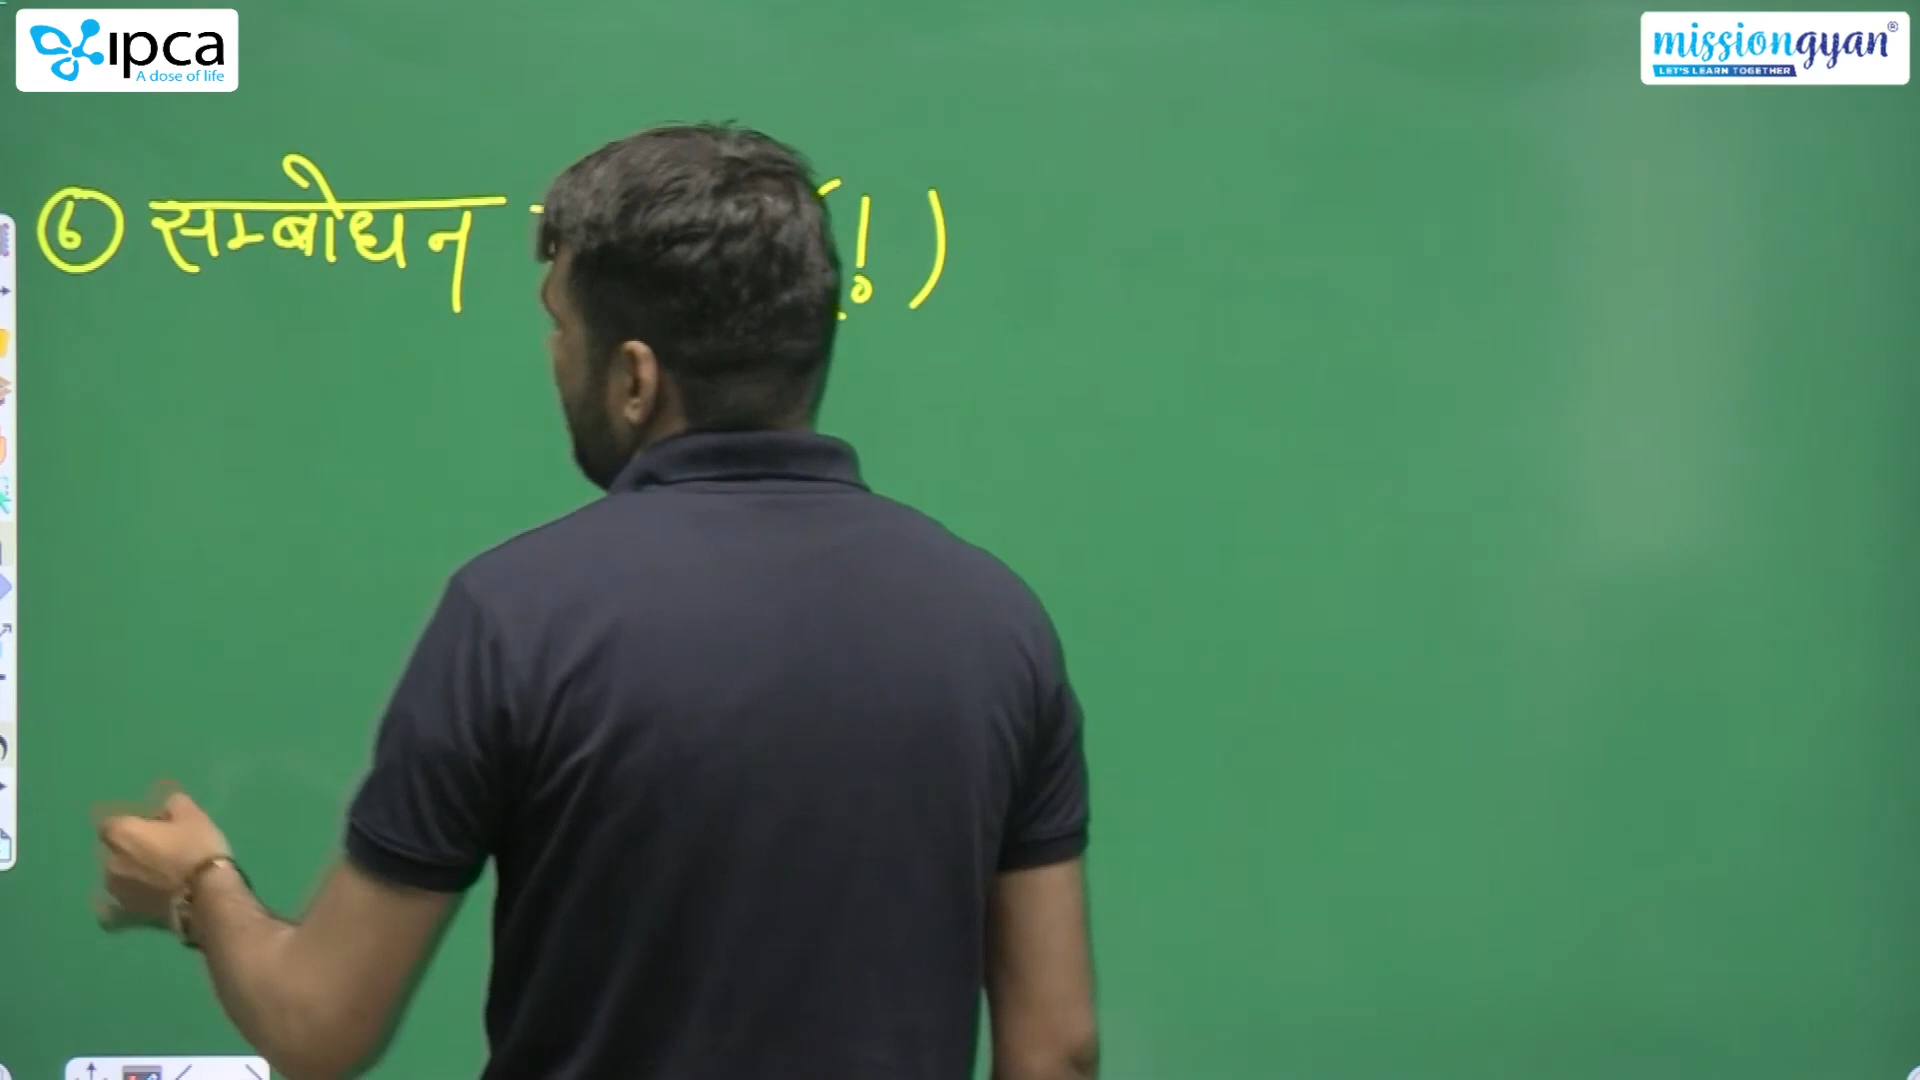 ipca
A dose of life
missiongyan®
LET'S LEARN TOGETHER
6 सम्बोधन ( ! )